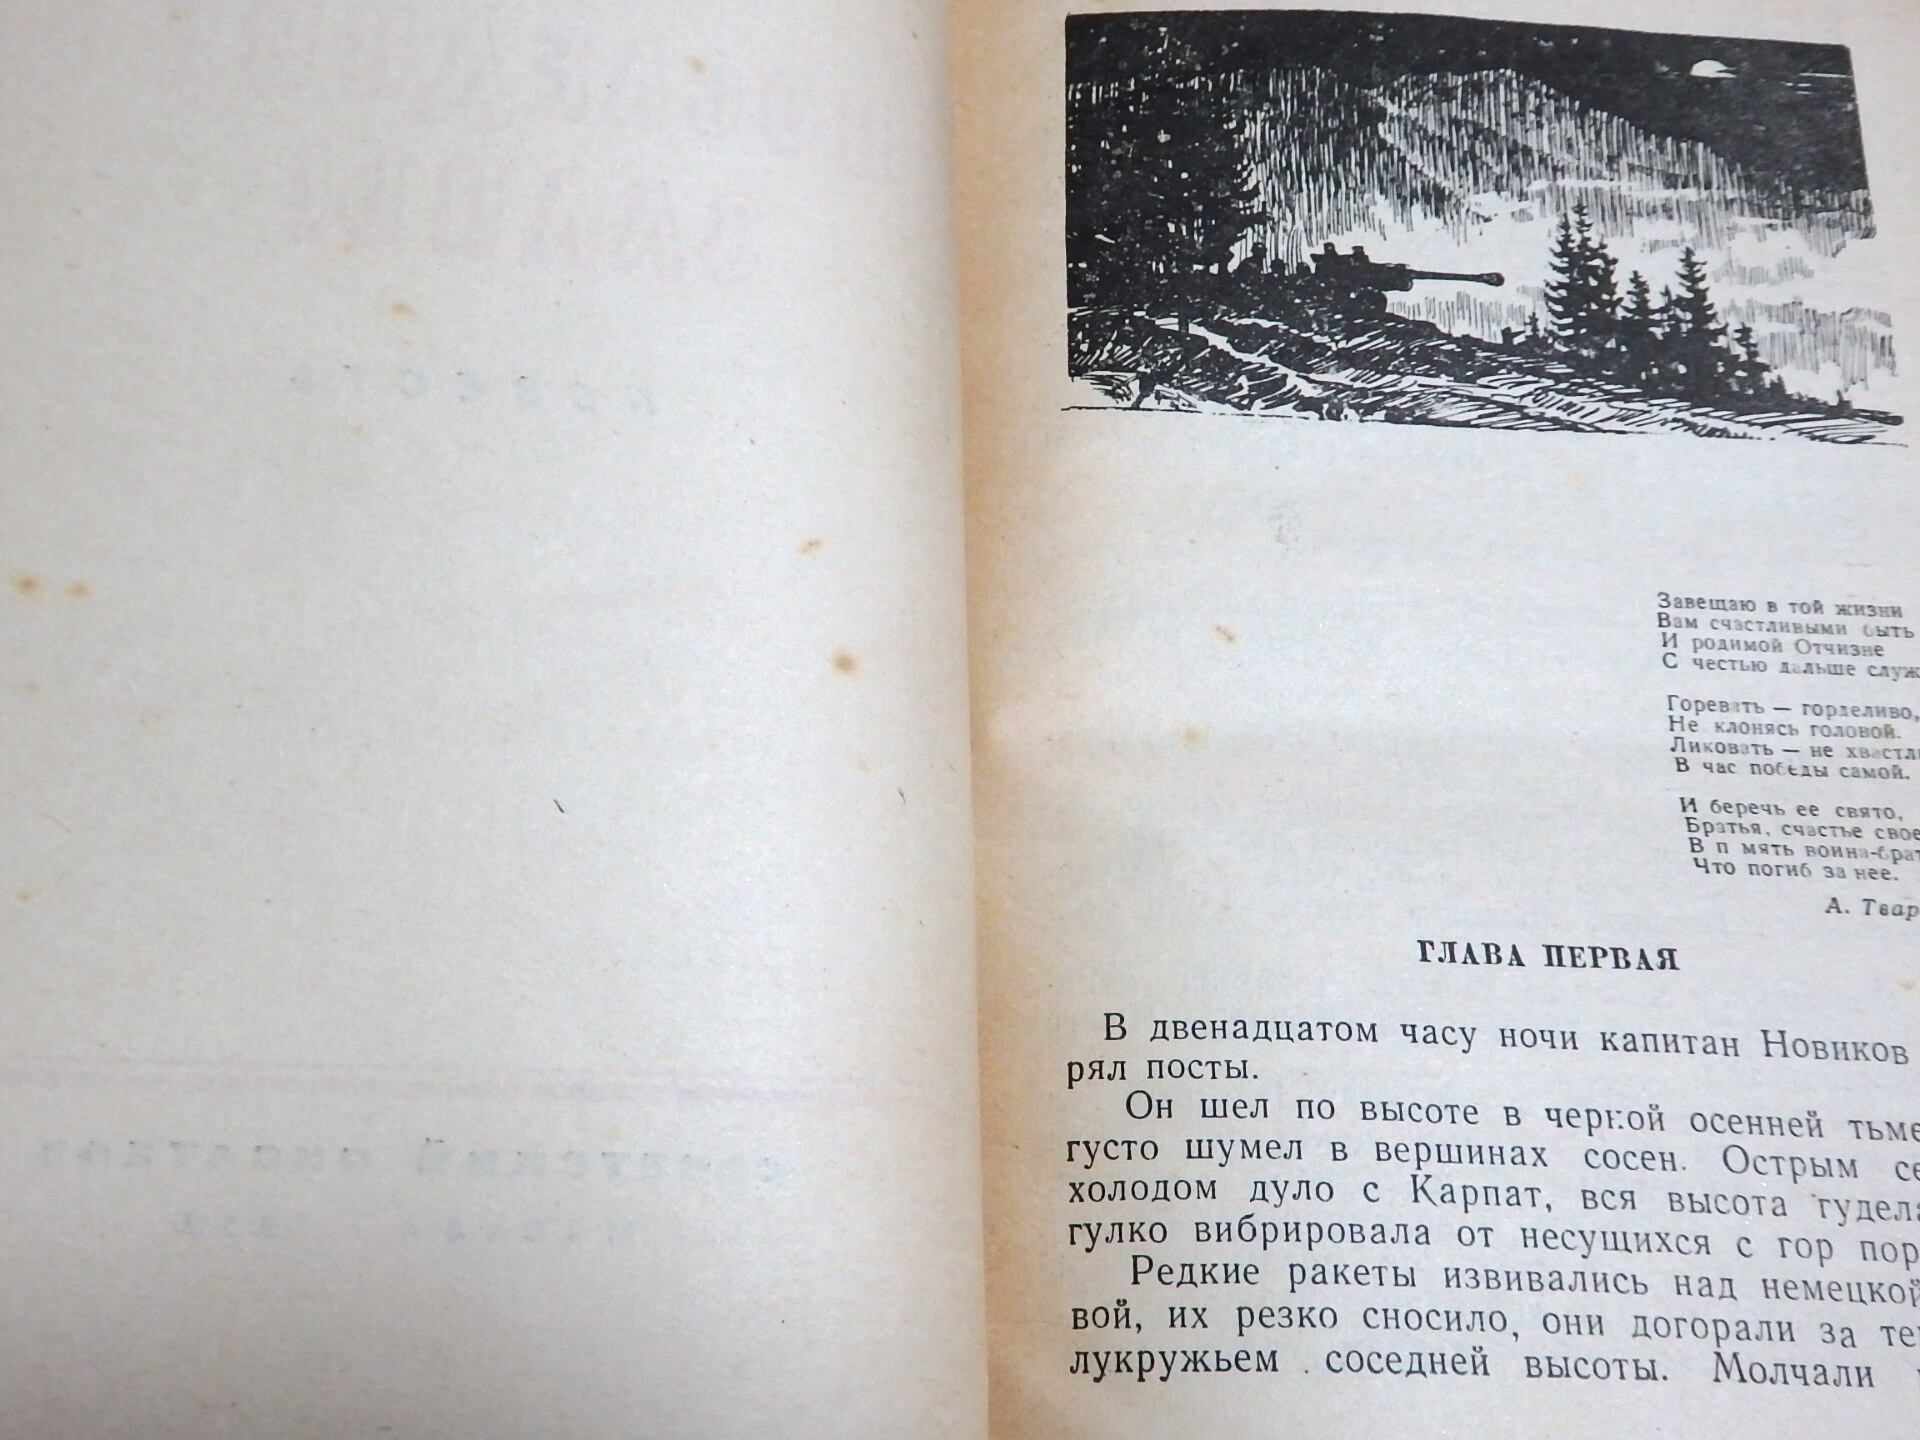 Завещаю в той жизни
Вам счастливыми быть
И родимой Отчизне
С честью дальше служ
Горевать — горделиво,
Не клонясь головой.
Ликовать — не хвастли
В час победы самой.
И беречь ее свято,
Братья, счастье свое
В п мять воина-брат
Что погиб за нее.
А. Твар
ГЛАВА ПЕРВАЯ
В двенадцатом часу ночи капитан Новиков
рял посты.
Он шел по высоте в черной осенней тьме
густо шумел в вершинах сосен. Острым се
холодом дуло с Карпат, вся высота гудела
гулко вибрировала от несущихся с гор пор
Редкие ракеты извивались над немецкой
вой, их резко сносило, они догорали за те
лукружьем соседней высоты. Молчали